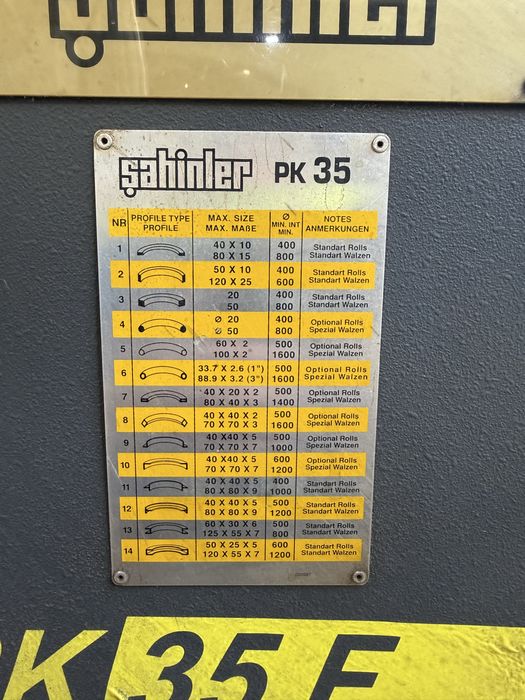 şahinler
şahinler PK 35
NR PROFILE TYPE PROFILE MAX. SIZE MAX. MAßE Ø MIN. INT MIN. NOTES ANMERKUNGEN
1 40 X 10 400 Standart Rolls
80 X 15 800 Standart Walzen
2 50 X 10 400 Standart Rolls
120 X 25 600 Standart Walzen
3 20 400 Standart Rolls
50 800 Standart Walzen
4 Ø 20 400 Optional Rolls
Ø 50 800 Spezial Walzen
5 60 X 2 500 Optional Rolls
100 X 2 1600 Spezial Walzen
6 33.7 X 2.6 (1") 500 Optional Rolls
88.9 X 3.2 (3") 1600 Spezial Walzen
7 40 X 20 X 2 500 Optional Rolls
80 X 40 X 3 1400 Spezial Walzen
8 40 X 40 X 2 500 Optional Rolls
70 X 70 X 3 1600 Spezial Walzen
9 40 X40 X 5 500 Optional Rolls
70 X 70 X 7 1000 Spezial Walzen
10 40 X40 X 5 600 Optional Rolls
70 X 70 X 7 1200 Spezial Walzen
11 40 X 40 X 5 400 Standart Rolls
80 X 80 X 9 1000 Standart Walzen
12 40 X 40 X 5 500 Standart Rolls
80 X 80 X 9 1200 Standart Walzen
13 60 X 30 X 6 500 Standart Rolls
125 X 55 X 7 800 Standart Walzen
14 50 X 25 X 5 600 Standart Rolls
120 X 55 X 7 1200 Standart Walzen
PK 35 E